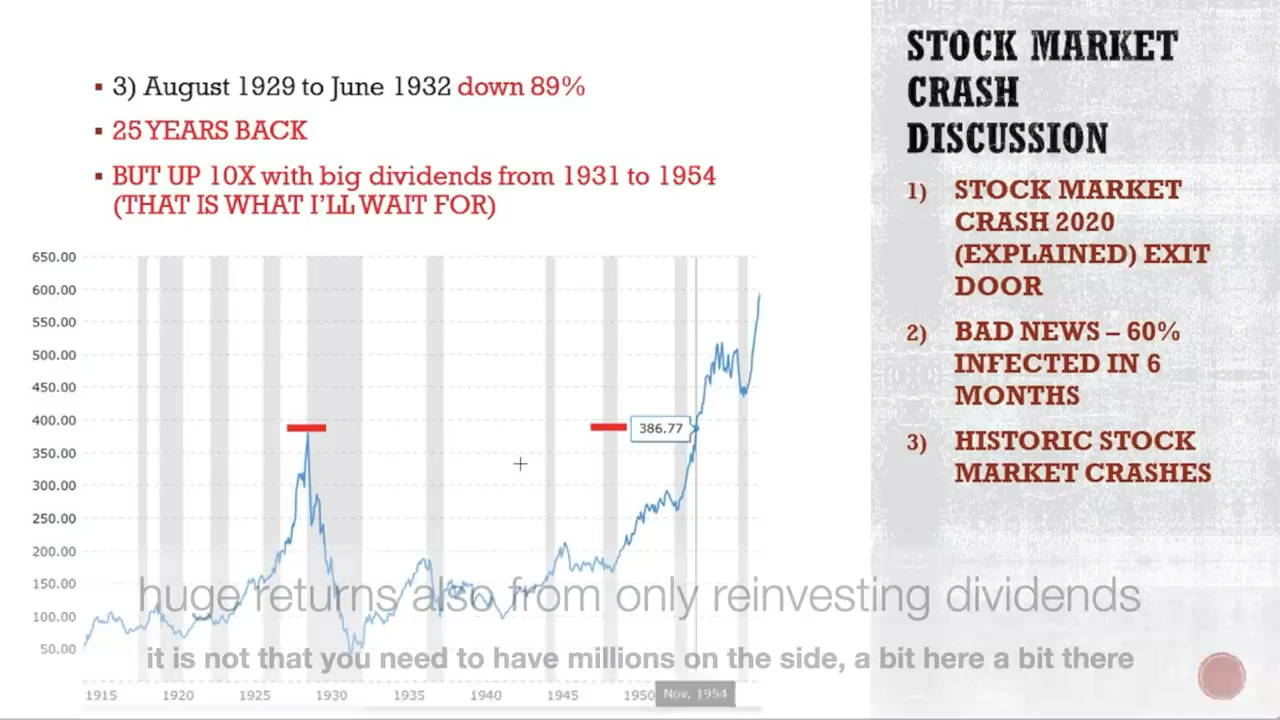 3) August 1929 to June 1932 down 89%
25 YEARS BACK
BUT UP 10X with big dividends from 1931 to 1954
(THAT IS WHAT I'LL WAIT FOR)
650.00
600.00
550.00
500.00
450.00
400.00
350.00
300.00
250.00
200.00
150.00
100.00
50.00
386.77
1915 1920 1925 1930 1935 1940 1945 1950 Nov, 1954
huge returns also from only reinvesting dividends
it is not that you need to have millions on the side, a bit here a bit there
STOCK MARKET
CRASH
DISCUSSION
1) STOCK MARKET
CRASH 2020
(EXPLAINED) EXIT
DOOR
2) BAD NEWS – 60%
INFECTED IN 6
MONTHS
3) HISTORIC STOCK
MARKET CRASHES